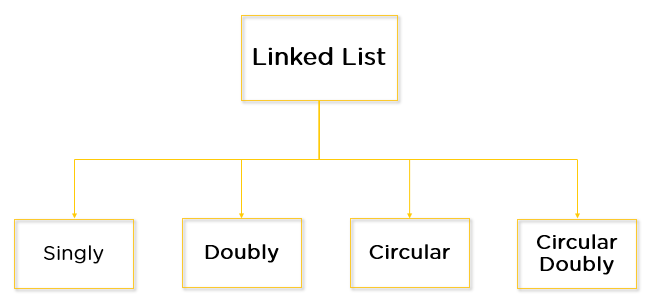 Linked List
Singly
Doubly
Circular
Circular
Doubly